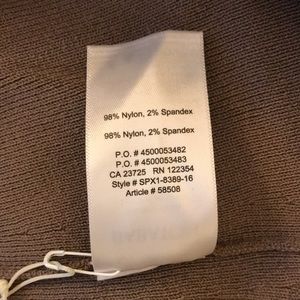 98% Nylon, 2% Spandex
98% Nylon, 2% Spandex
P.O. # 4500053482
P.O. # 4500053483
CA 23725 RN 122354
Style # SPX1-8389-16
Article # 58508